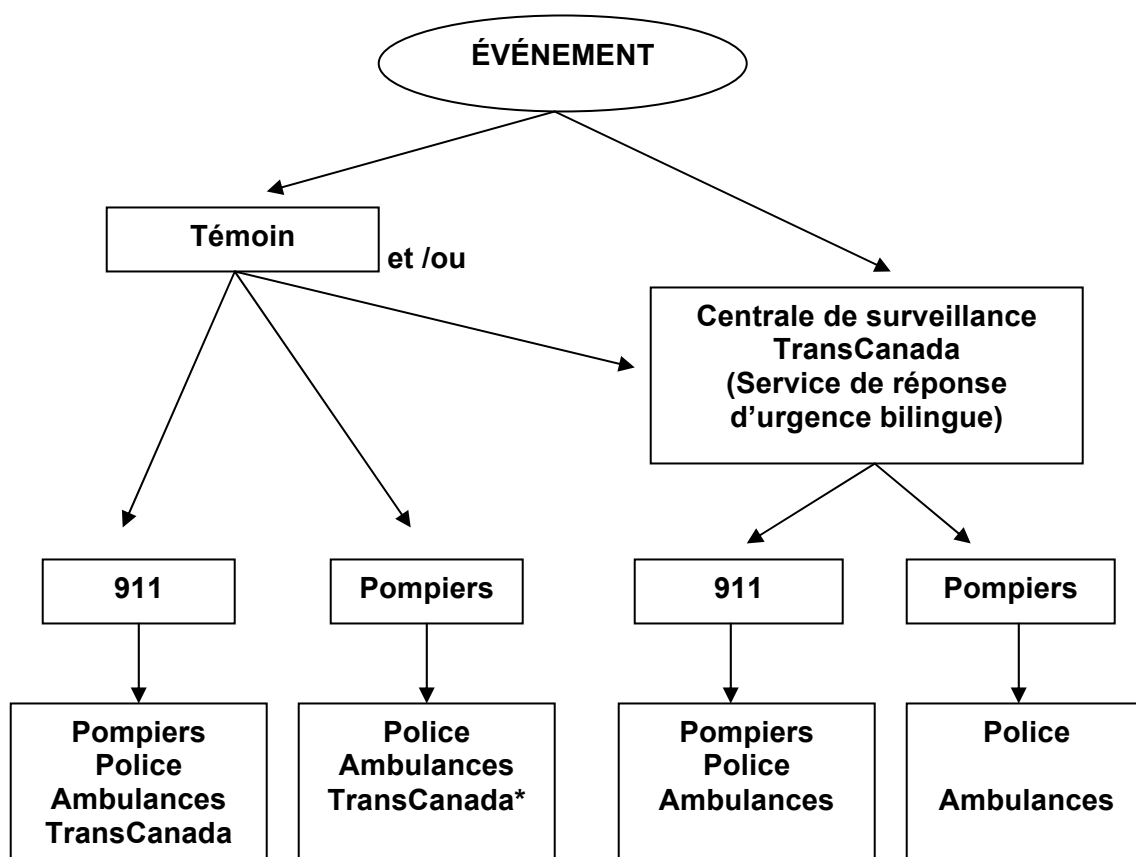 ÉVÉNEMENT
Témoin
et /ou
Centrale de surveillance
TransCanada
(Service de réponse
d’urgence bilingue)
911
Pompiers
911
Pompiers
Pompiers
Police
Ambulances
TransCanada
Police
Ambulances
TransCanada*
Pompiers
Police
Ambulances
Police
Ambulances